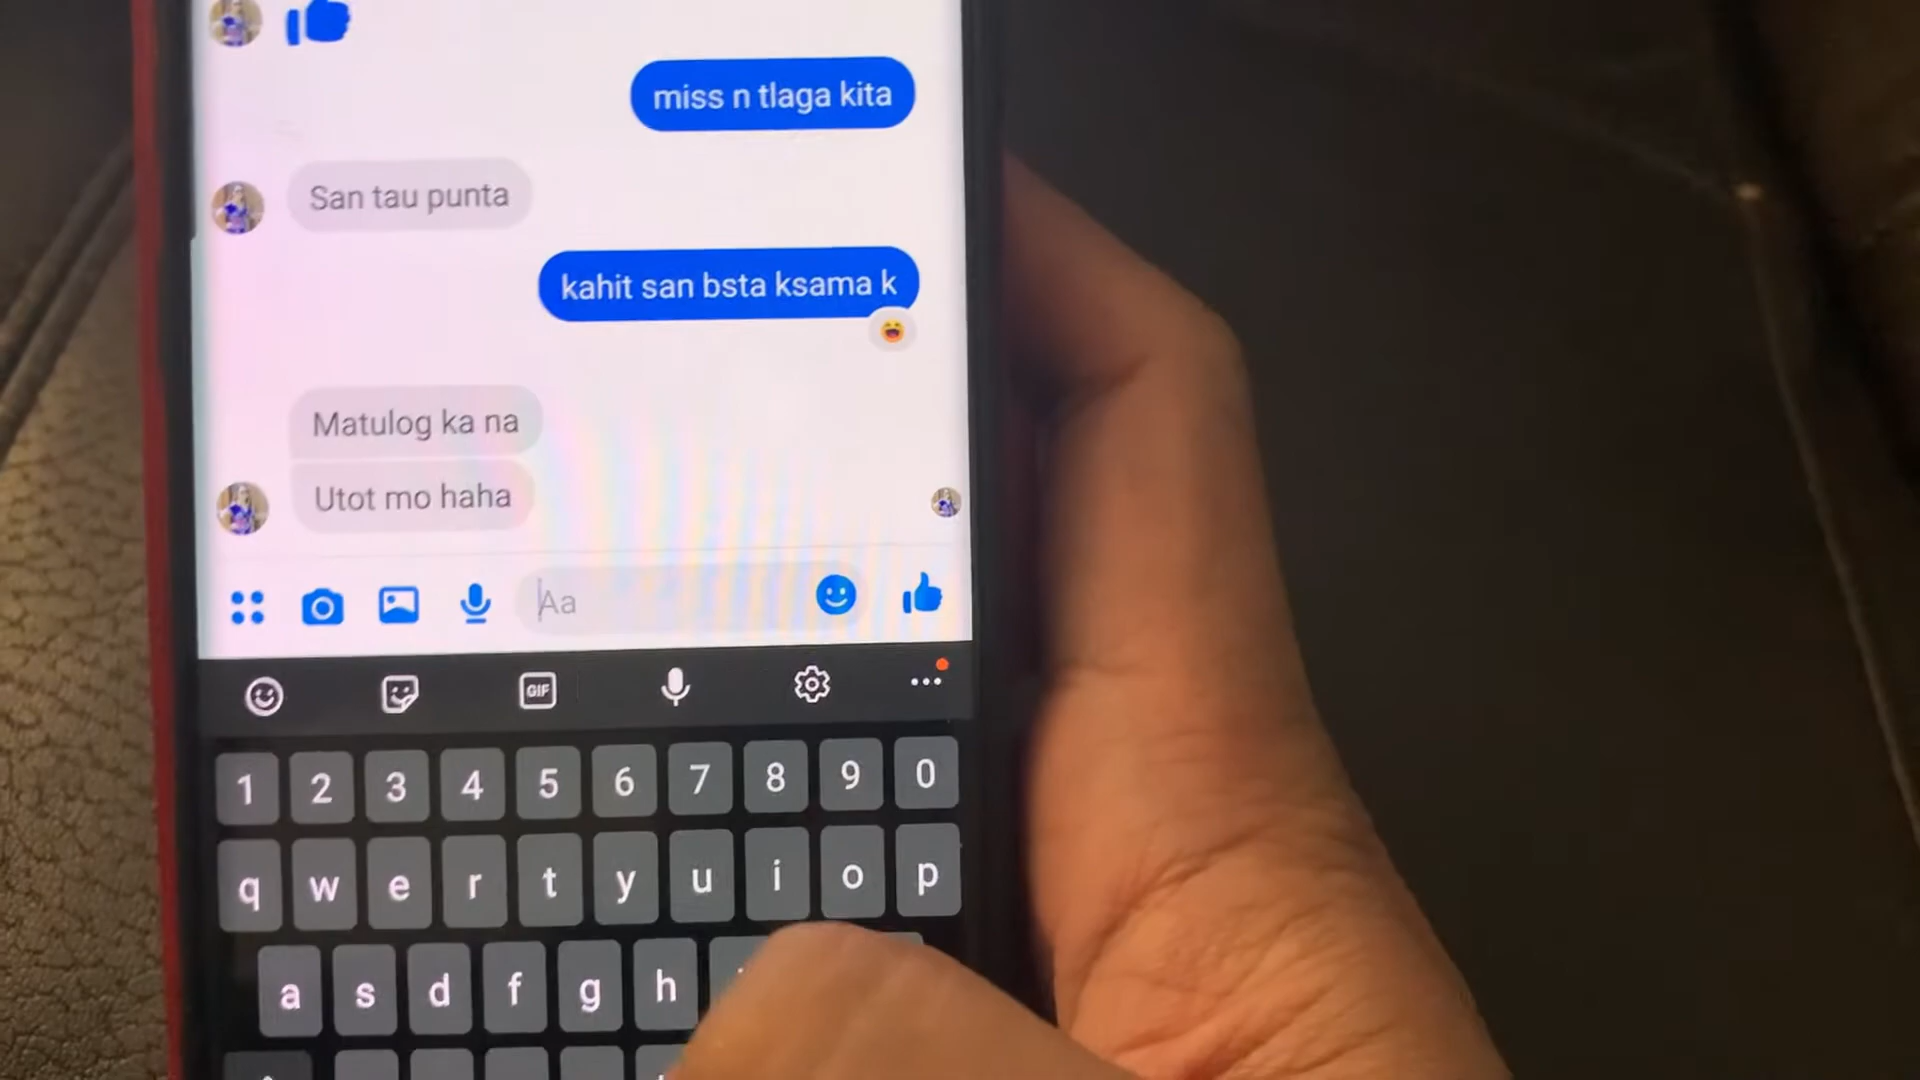 miss n tlaga kita
San tau punta
kahit san bsta ksama k
Matulog ka na
Utot mo haha
Aa
GIF
1 2 3 4 5 6 7 8 9 0
q w e r t y u i o p
a s d f g h